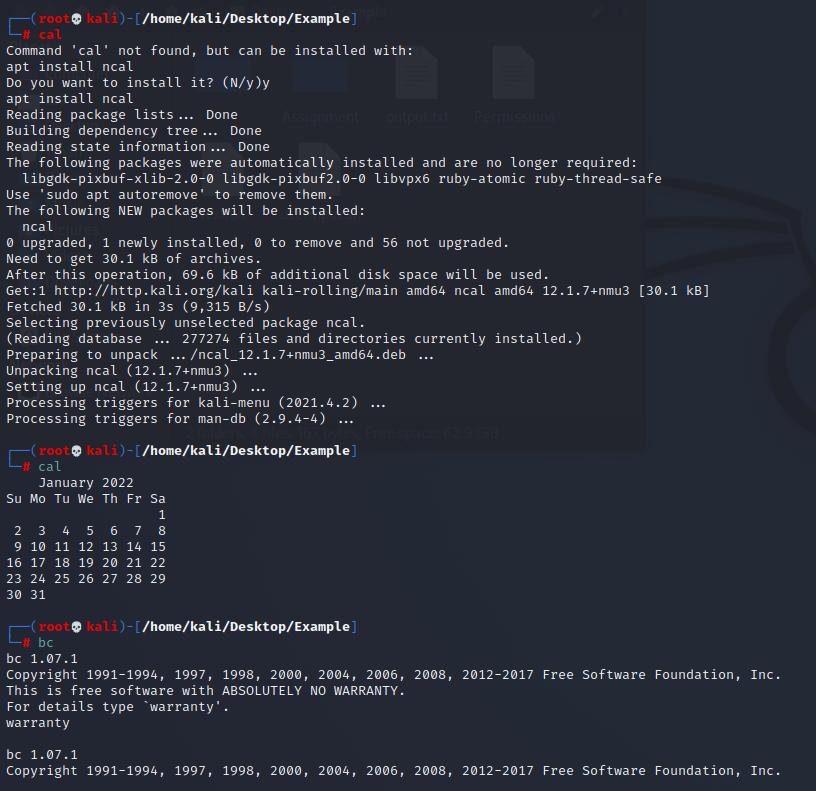 ┌──(root💀kali)-[/home/kali/Desktop/Example]
└─# cal
Command 'cal' not found, but can be installed with:
apt install ncal
Do you want to install it? (N/y)y
apt install ncal
Reading package lists... Done
Building dependency tree... Done
Reading state information... Done
The following packages were automatically installed and are no longer required:
  libgdk-pixbuf-xlib-2.0-0 libgdk-pixbuf2.0-0 libvpx6 ruby-atomic ruby-thread-safe
Use 'sudo apt autoremove' to remove them.
The following NEW packages will be installed:
  ncal
0 upgraded, 1 newly installed, 0 to remove and 56 not upgraded.
Need to get 30.1 kB of archives.
After this operation, 69.6 kB of additional disk space will be used.
Get:1 http://http.kali.org/kali kali-rolling/main amd64 ncal amd64 12.1.7+nmu3 [30.1 kB]
Fetched 30.1 kB in 3s (9,315 B/s)
Selecting previously unselected package ncal.
(Reading database ... 277274 files and directories currently installed.)
Preparing to unpack .../ncal_12.1.7+nmu3_amd64.deb ...
Unpacking ncal (12.1.7+nmu3) ...
Setting up ncal (12.1.7+nmu3) ...
Processing triggers for kali-menu (2021.4.2) ...
Processing triggers for man-db (2.9.4-4) ...
┌──(root💀kali)-[/home/kali/Desktop/Example]
└─# cal
    January 2022
Su Mo Tu We Th Fr Sa
                   1
 2  3  4  5  6  7  8
 9 10 11 12 13 14 15
16 17 18 19 20 21 22
23 24 25 26 27 28 29
30 31
┌──(root💀kali)-[/home/kali/Desktop/Example]
└─# bc
bc 1.07.1
Copyright 1991-1994, 1997, 1998, 2000, 2004, 2006, 2008, 2012-2017 Free Software Foundation, Inc.
This is free software with ABSOLUTELY NO WARRANTY.
For details type `warranty'.
warranty
bc 1.07.1
Copyright 1991-1994, 1997, 1998, 2000, 2004, 2006, 2008, 2012-2017 Free Software Foundation, Inc.
Assignment
output.txt
Permissions